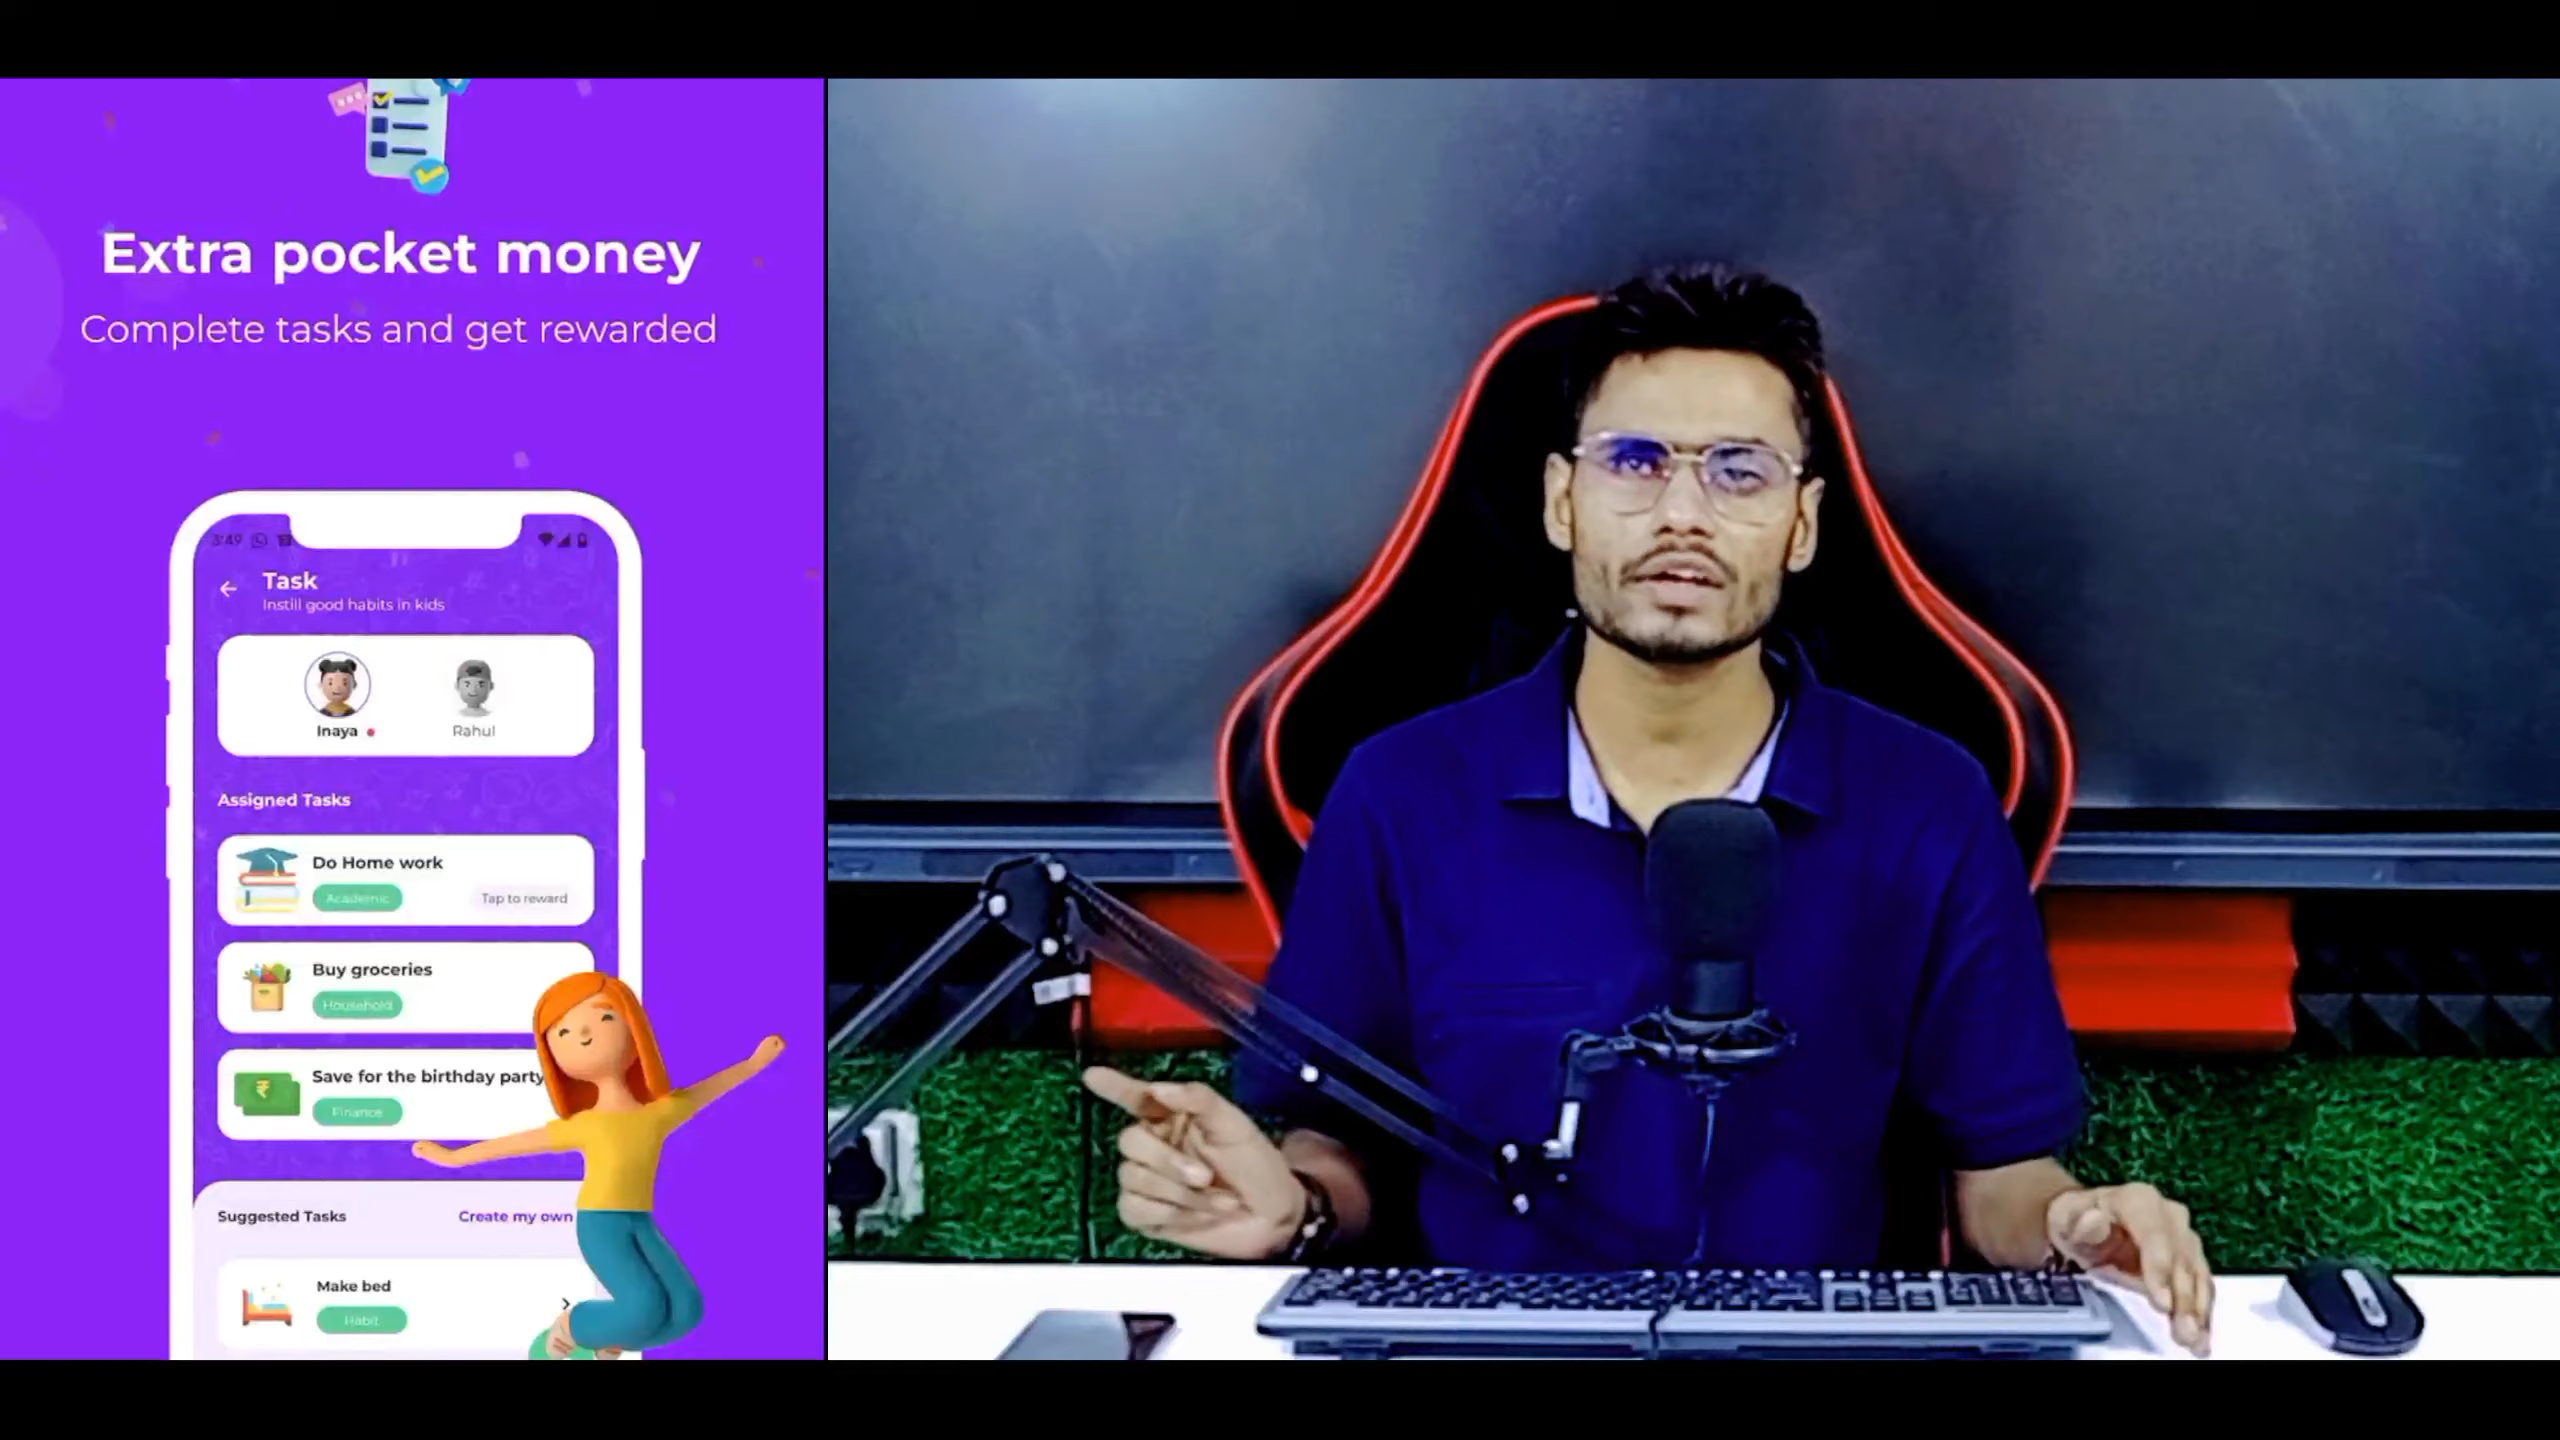 Extra pocket money
Complete tasks and get rewarded
3:49
Task
Instill good habits in kids
Inaya
Rahul
Assigned Tasks
Do Home work
Academic
Tap to reward
Buy groceries
Household
Save for the birthday party
Finance
Suggested Tasks
Create my own
Make bed
Habit